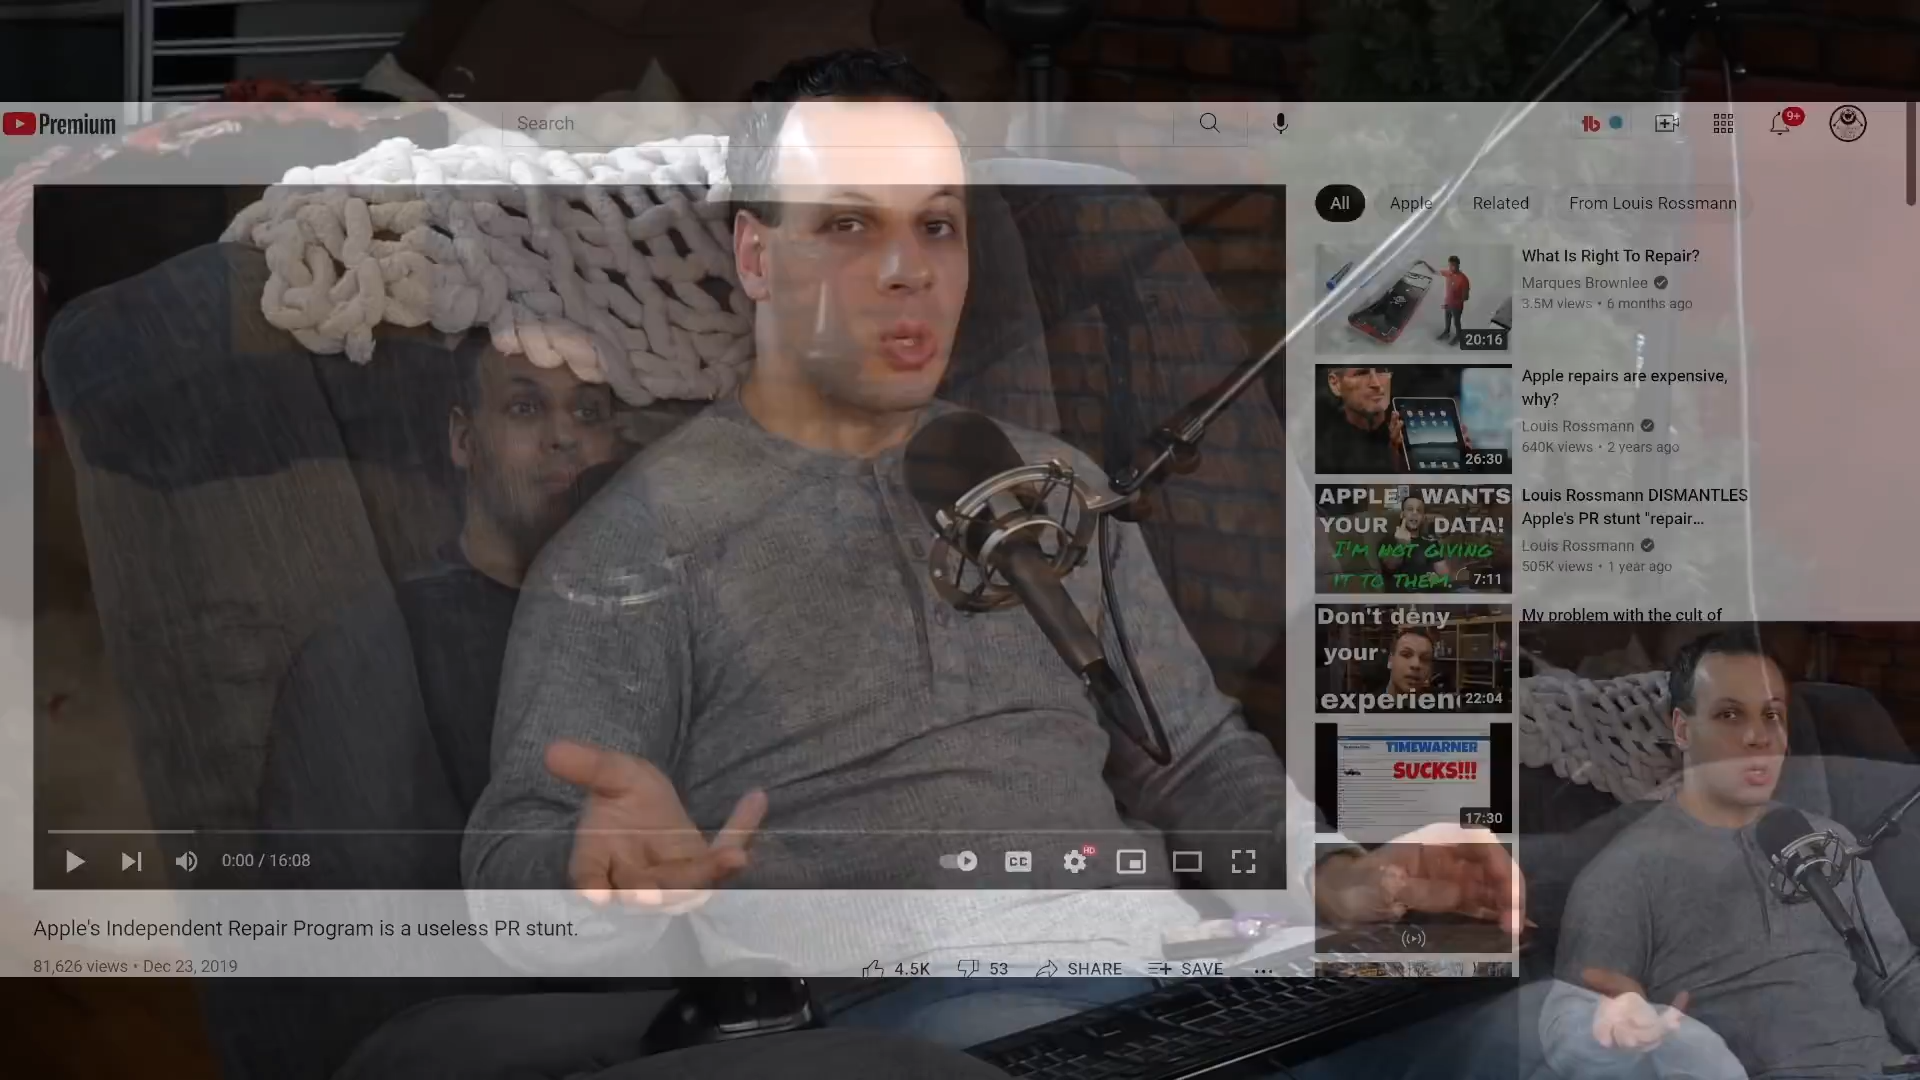 Premium
Search
9+
All
Apple
Related
From Louis Rossmann
What Is Right To Repair?
Marques Brownlee
3.5M views • 6 months ago
20:16
Apple repairs are expensive,
why?
Louis Rossmann
640K views • 2 years ago
26:30
APPLE WANTS
YOUR DATA!
I'M NOT GIVING
IT TO THEM.
7:11
Louis Rossmann DISMANTLES
Apple's PR stunt "repair...
Louis Rossmann
505K views • 1 year ago
Don't deny
your
experien
22:04
My problem with the cult of
TIMEWARNER
SUCKS!!!
17:30
0:00 / 16:08
CC
HD
Apple's Independent Repair Program is a useless PR stunt.
81,626 views • Dec 23, 2019
4.5K
53
SHARE
SAVE